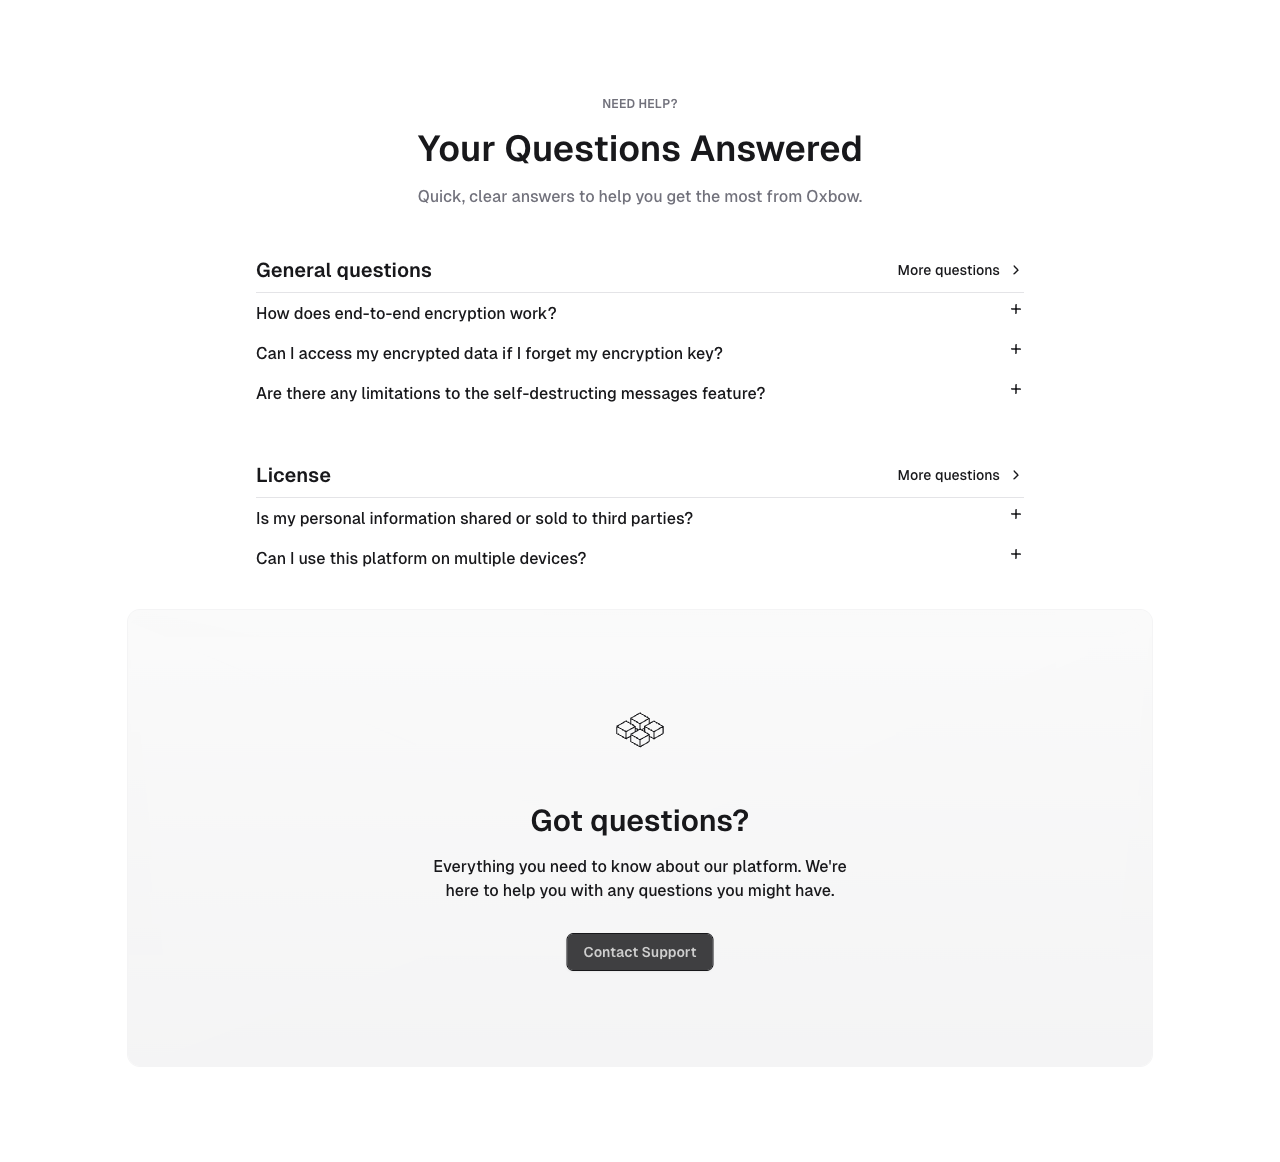 NEED HELP?
Your Questions Answered
Quick, clear answers to help you get the most from Oxbow.
General questions
More questions
How does end-to-end encryption work?
Can I access my encrypted data if I forget my encryption key?
Are there any limitations to the self-destructing messages feature?
License
More questions
Is my personal information shared or sold to third parties?
Can I use this platform on multiple devices?
Got questions?
Everything you need to know about our platform. We're
here to help you with any questions you might have.
Contact Support